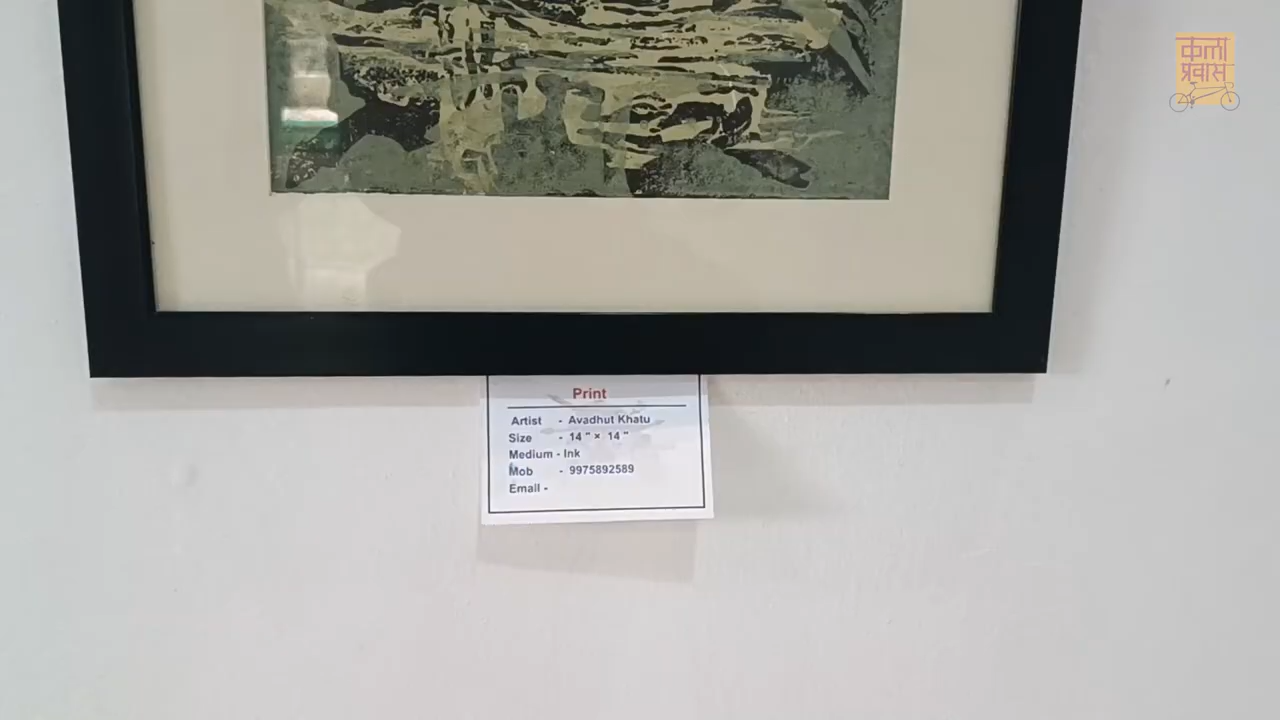 कला
प्रवास
Print
Artist - Avadhut Khatu
Size - 14 " × 14 "
Medium - Ink
Mob - 9975892589
Email -